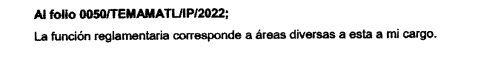 Al folio 0050/TEMAMATL/IP/2022;
La función reglamentaria corresponde a áreas diversas a esta a mi cargo.